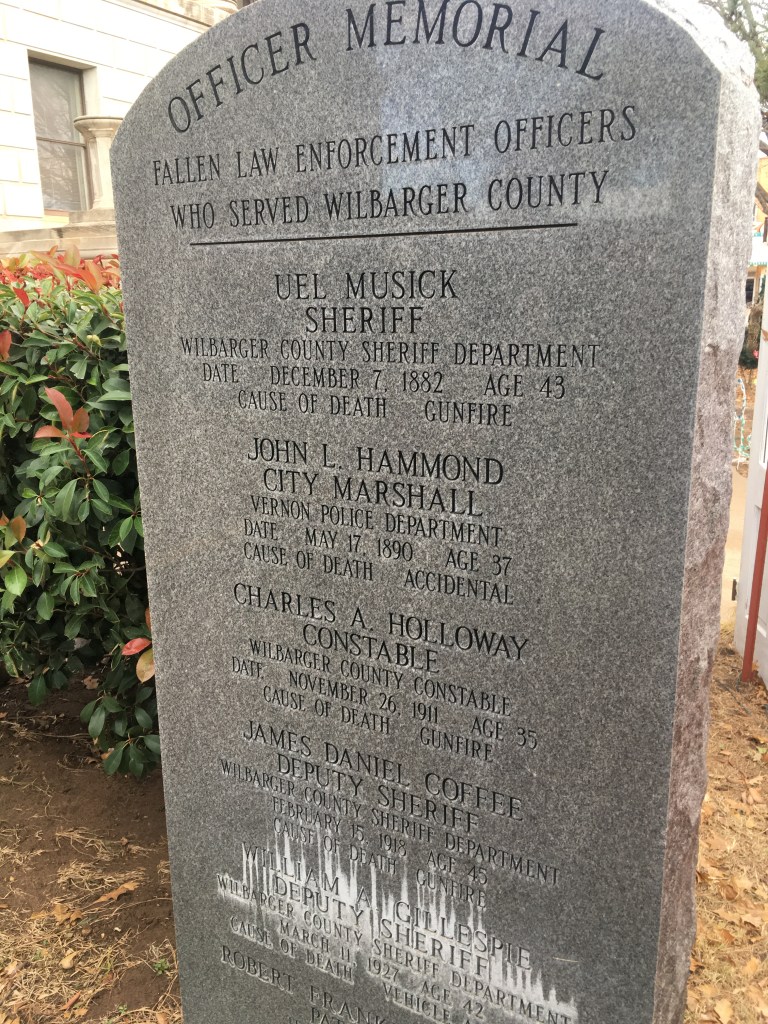 OFFICER MEMORIAL
FALLEN LAW ENFORCEMENT OFFICERS
WHO SERVED WILBARGER COUNTY
UEL MUSICK
SHERIFF
WILBARGER COUNTY SHERIFF DEPARTMENT
DATE DECEMBER 7, 1882 AGE 43
CAUSE OF DEATH GUNFIRE
JOHN L. HAMMOND
CITY MARSHALL
VERNON POLICE DEPARTMENT
DATE MAY 17, 1890 AGE 37
CAUSE OF DEATH ACCIDENTAL
CHARLES A. HOLLOWAY
CONSTABLE
WILBARGER COUNTY CONSTABLE
DATE NOVEMBER 26, 1911 AGE 35
CAUSE OF DEATH GUNFIRE
JAMES DANIEL COFFEE
DEPUTY SHERIFF
WILBARGER COUNTY SHERIFF DEPARTMENT
FEBRUARY 15, 1918 AGE 45
CAUSE OF DEATH GUNFIRE
WILLIAM A. GILLESPIE
DEPUTY SHERIFF
WILBARGER COUNTY SHERIFF DEPARTMENT
MARCH 11, 1927 AGE 42
CAUSE OF DEATH VEHICLE
ROBERT FRANK